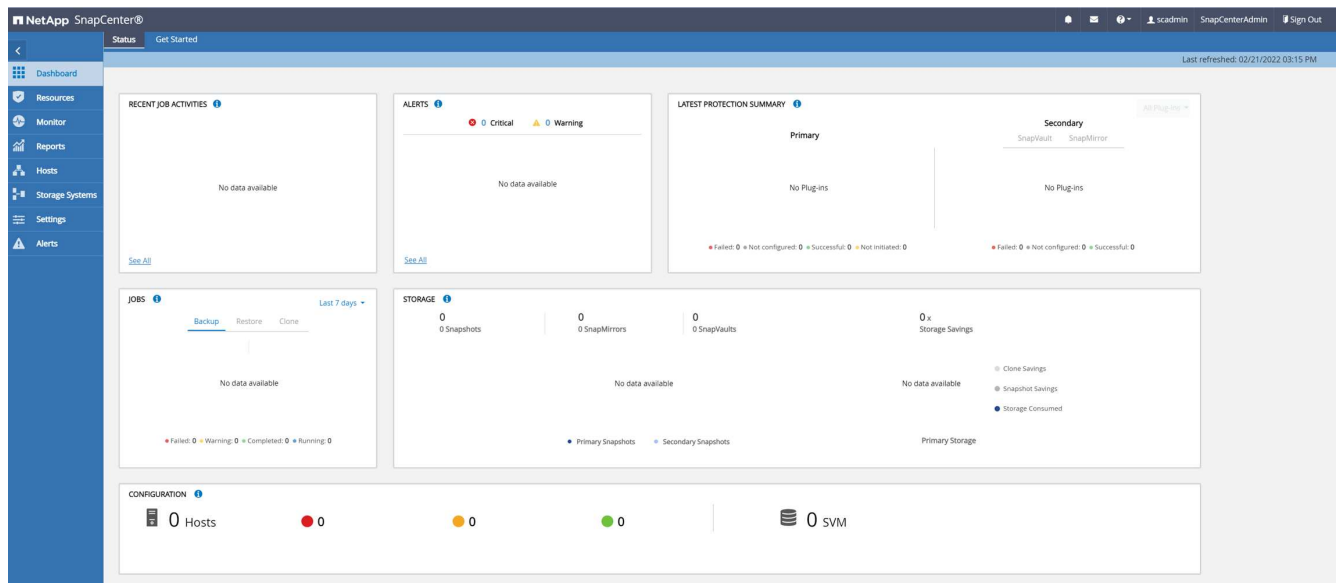 NetApp SnapCenter®
scadmin SnapCenterAdmin Sign Out
Status Get Started
Last refreshed: 02/21/2022 03:15 PM
Dashboard
Resources
Monitor
Reports
Hosts
Storage Systems
Settings
Alerts
RECENT JOB ACTIVITIES
No data available
See All
ALERTS
0 Critical 0 Warning
No data available
See All
LATEST PROTECTION SUMMARY
All Plug-ins
Primary
No Plug-ins
Failed: 0 Not configured: 0 Successful: 0 Not initiated: 0
Secondary
SnapVault SnapMirror
No Plug-ins
Failed: 0 Not configured: 0 Successful: 0
JOBS
Last 7 days
Backup Restore Clone
No data available
Failed: 0 Warning: 0 Completed: 0 Running: 0
STORAGE
0 0 0 0 x
0 Snapshots 0 SnapMirrors 0 SnapVaults Storage Savings
No data available
Primary Snapshots Secondary Snapshots
No data available
Clone Savings
Snapshot Savings
Storage Consumed
Primary Storage
CONFIGURATION
0 Hosts 0 0 0 0 SVM